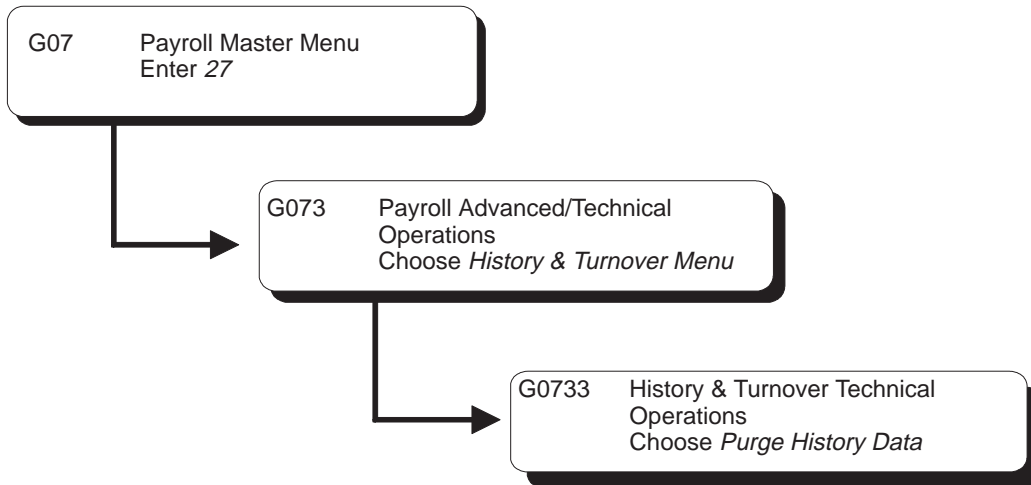 G07 Payroll Master Menu
Enter 27
G073 Payroll Advanced/Technical
Operations
Choose History & Turnover Menu
G0733 History & Turnover Technical
Operations
Choose Purge History Data